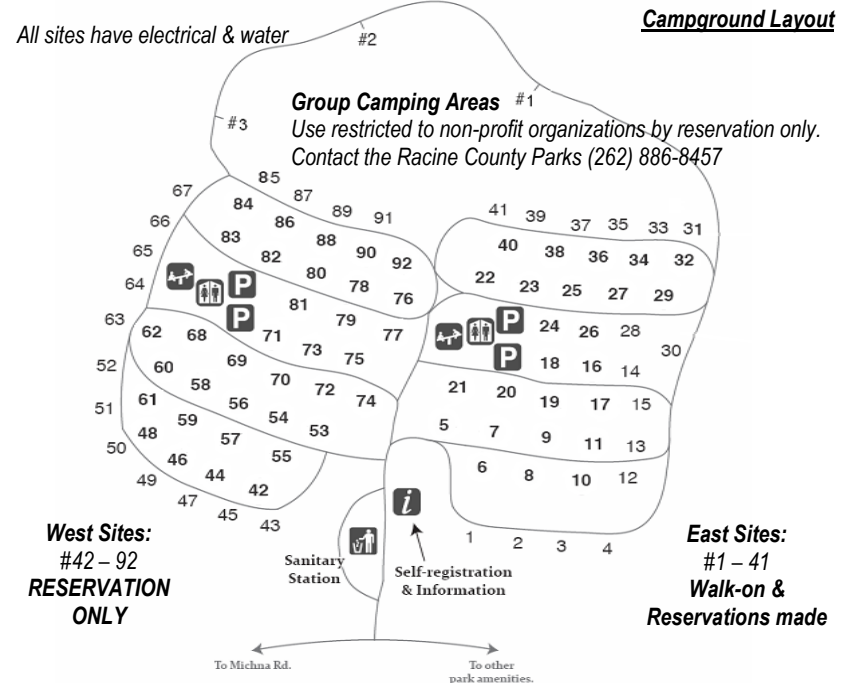 Campground Layout
All sites have electrical & water
#2
Group Camping Areas #1
#3
Use restricted to non-profit organizations by reservation only.
Contact the Racine County Parks (262) 886-8457
85
67 87
84 89 91 41 39 37 35 33 31
66 86
83 88 40 38 36 34 32
65 82 90 92
64 80 78 22 23 25 27 29
P 81 76
63 P 79 P 24 26 28
62 68 71 77 30
52 69 73 75 P 18 16 14
60 70 72 21 20
51 61 58 56 74 19 17 15
59 54 53 5 7
50 48 57 9 11 13
46 55 6 8 10 12
49 44 42
47 45 43 i
West Sites:
#42 – 92
RESERVATION
ONLY
1 2 3 4
East Sites:
#1 – 41
Walk-on &
Reservations made
Sanitary
Station
Self-registration
& Information
To Michna Rd.
To other
park amenities.